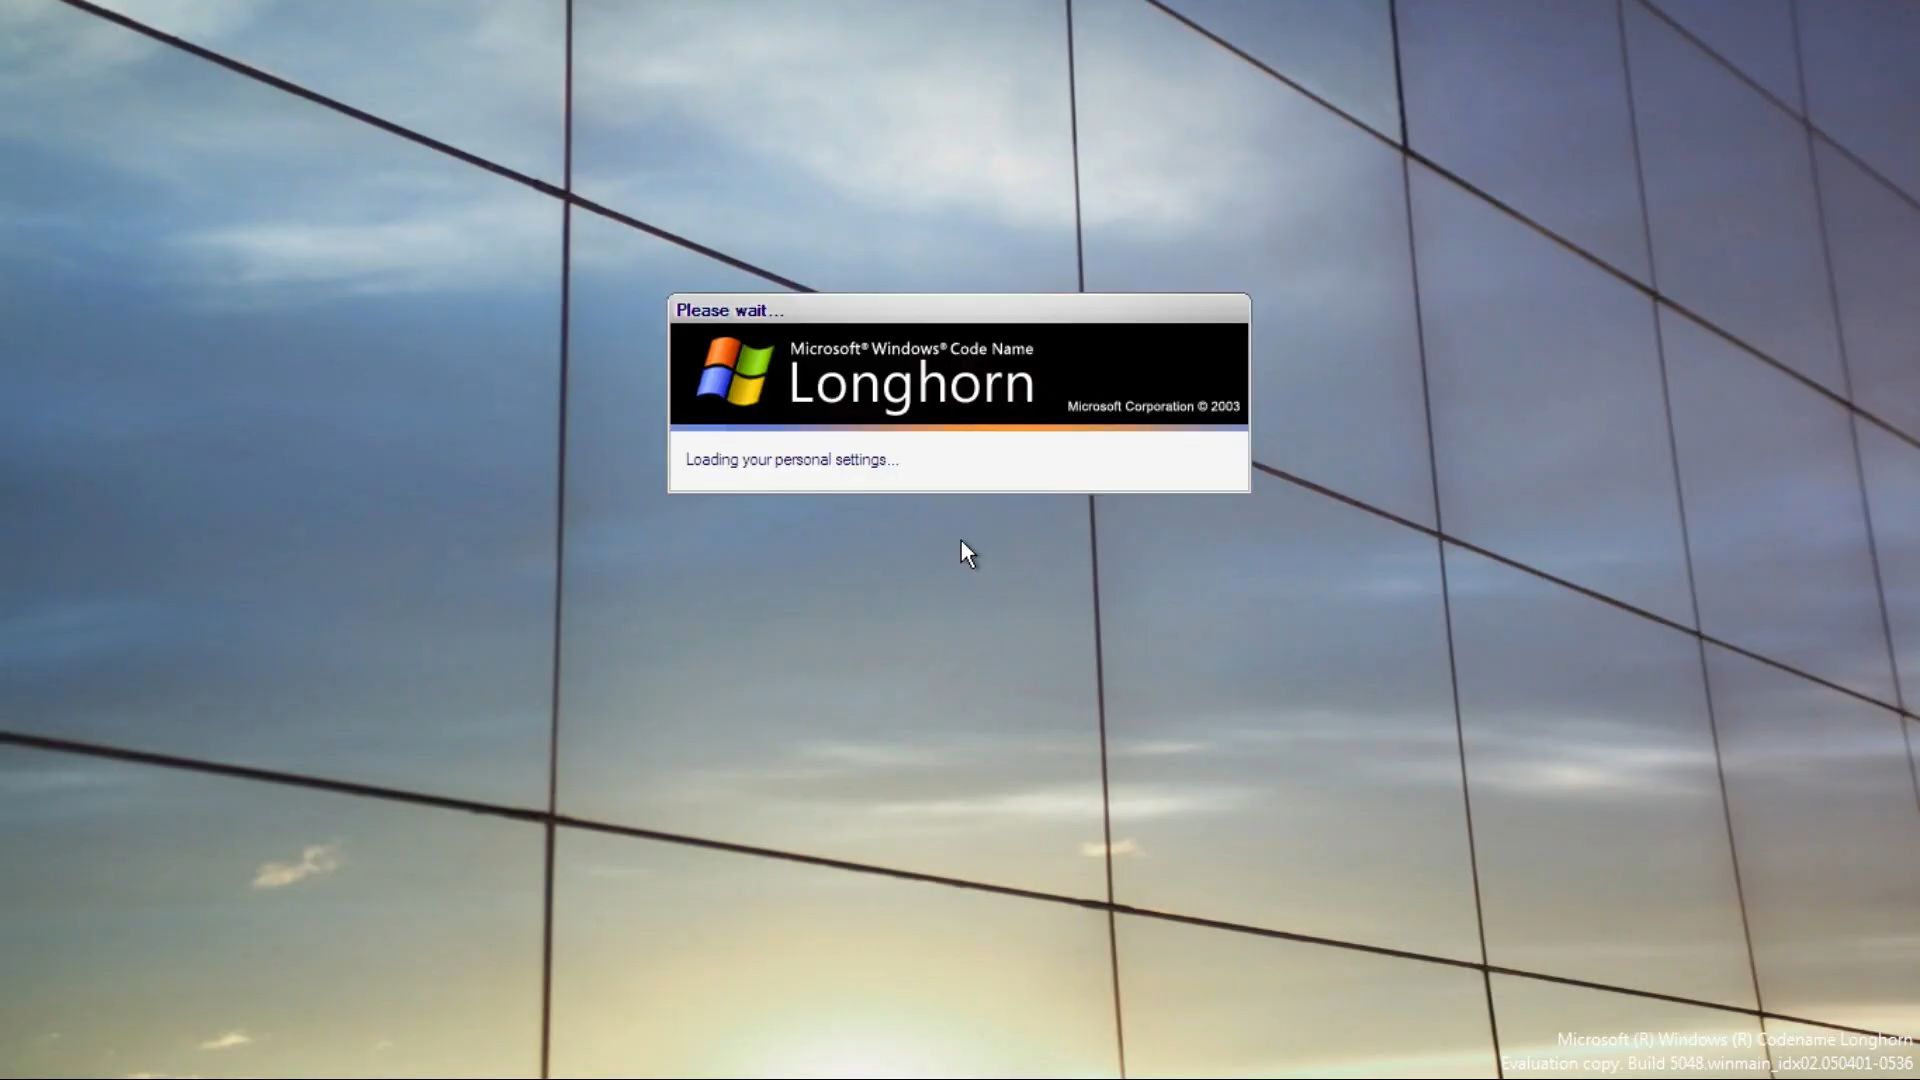 Please wait...
Microsoft® Windows® Code Name
Longhorn
Microsoft Corporation © 2003
Loading your personal settings...
Microsoft (R) Windows (R) Codename Longhorn
Evaluation copy. Build 5048.winmain_idx02.050401-0536